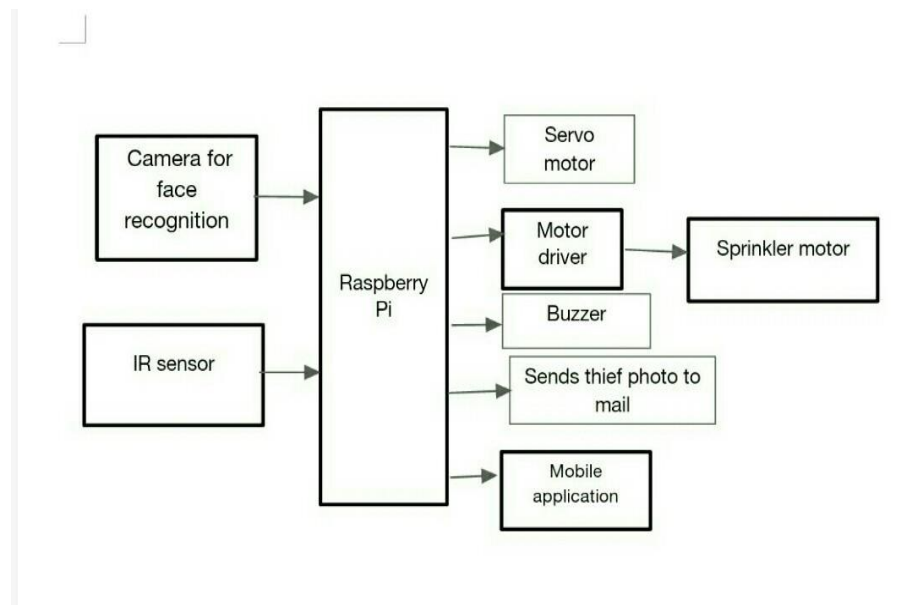 Camera for
face
recognition
IR sensor
Raspberry
Pi
Servo
motor
Motor
driver
Sprinkler motor
Buzzer
Sends thief photo to
mail
Mobile
application